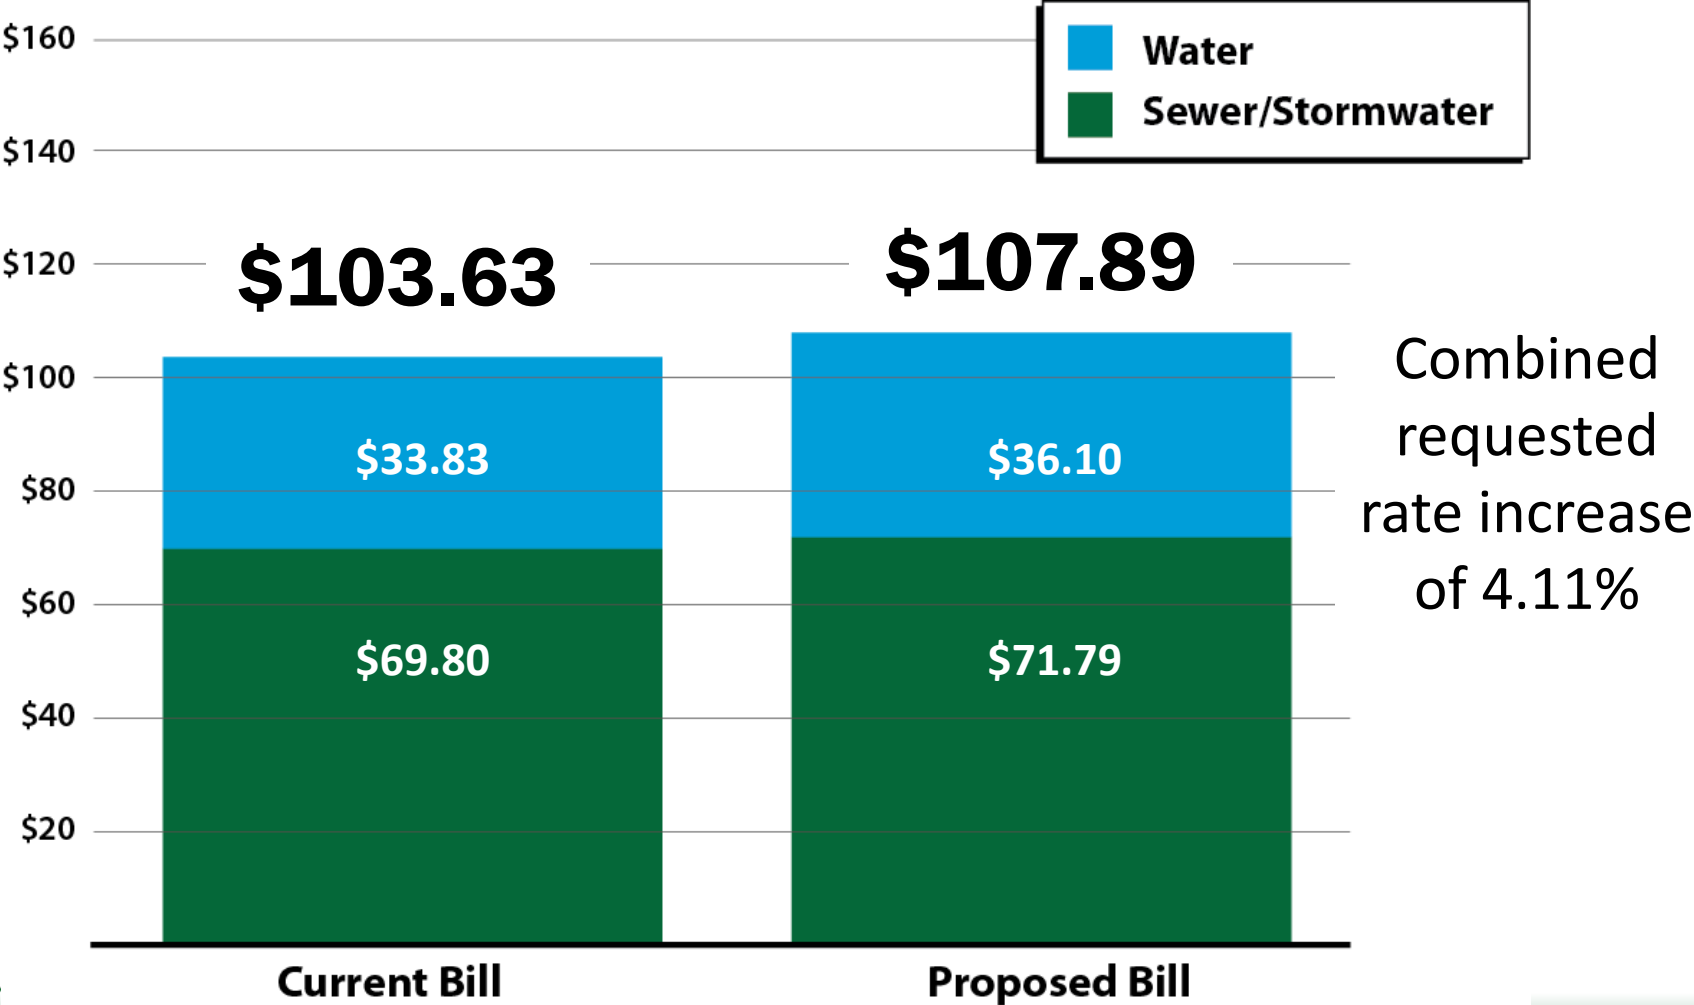 $160
$140
$120
$100
$80
$60
$40
$20
Water
Sewer/Stormwater
$103.63
$107.89
$33.83
$36.10
$69.80
$71.79
Combined
requested
rate increase
of 4.11%
Current Bill
Proposed Bill